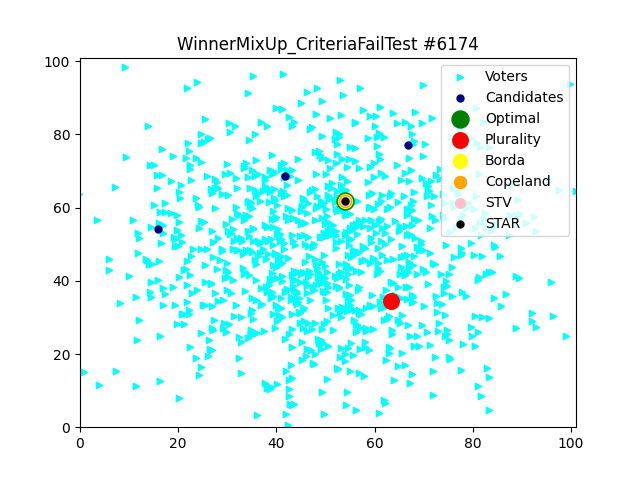 WinnerMixUp_CriteriaFailTest #6174
100
80
60
40
20
0
0
20
40
60
80
100
Voters
Candidates
Optimal
Plurality
Borda
Copeland
STV
STAR